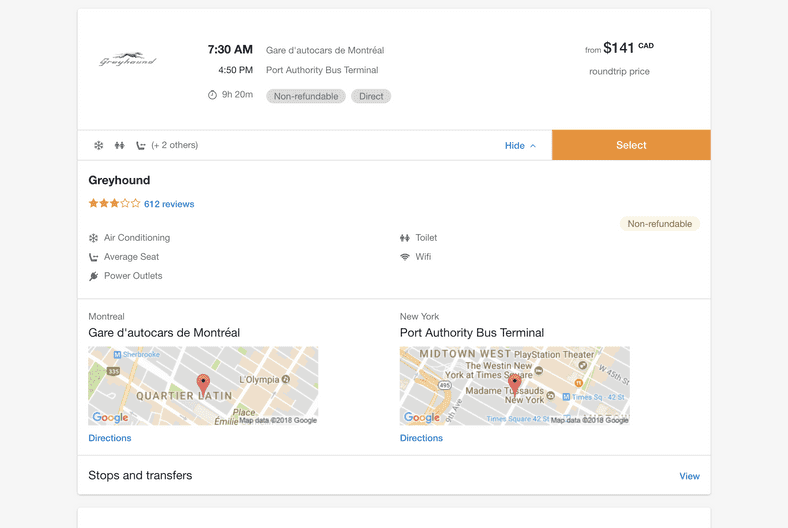 Greyhound
7:30 AM Gare d'autocars de Montréal
4:50 PM Port Authority Bus Terminal
9h 20m Non-refundable Direct
from $141 CAD
roundtrip price
(+ 2 others)
Hide
Select
Greyhound
612 reviews
Non-refundable
Air Conditioning
Toilet
Average Seat
Wifi
Power Outlets
Montreal
Gare d'autocars de Montréal
M Sherbrooke
335
L'Olympia
QUARTIER LATIN
Place
Émilie
Google
Map data ©2018 Google
Directions
New York
Port Authority Bus Terminal
MIDTOWN WEST PlayStation Theater
The Westin New
York at Times Square
W 45th St
495
Madame Tussauds
New York
M Times Sq. 42 St
9th Ave
Times Square 42 St
Google
Map data ©2018 Google
Directions
Stops and transfers
View